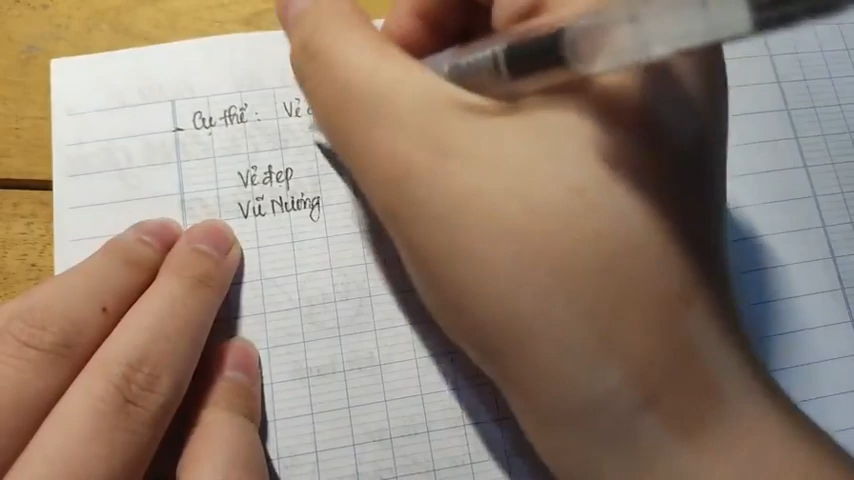 Cụ thể: Vẻ
Vẻ đẹp
Vũ Nương